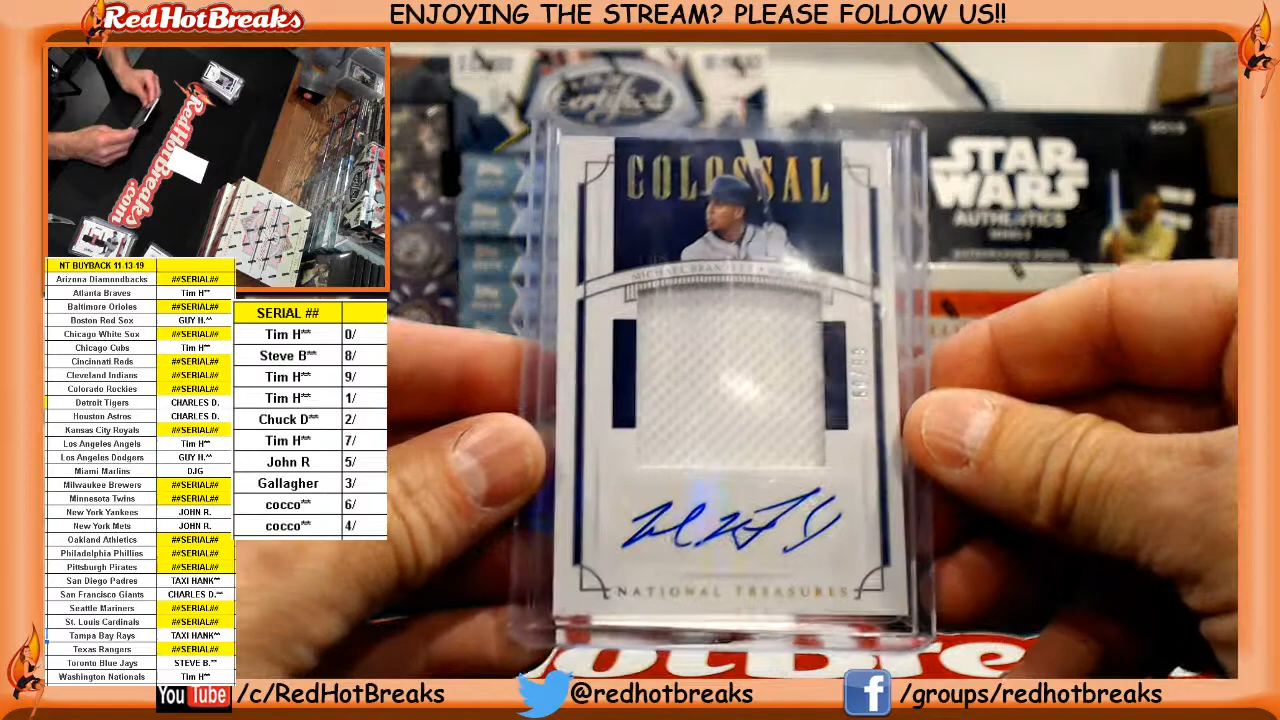 RedHotBreaks
ENJOYING THE STREAM? PLEASE FOLLOW US!!
RedHotBreaks
.com
NT BUYBACK 11-13-19 ##SERIAL##
Arizona Diamondbacks ##SERIAL##
Atlanta Braves Tim H**
Baltimore Orioles ##SERIAL##
Boston Red Sox GUY H.^^
Chicago White Sox ##SERIAL##
Chicago Cubs Tim H**
Cincinnati Reds ##SERIAL##
Cleveland Indians ##SERIAL##
Colorado Rockies ##SERIAL##
Detroit Tigers CHARLES D.
Houston Astros CHARLES D.
Kansas City Royals ##SERIAL##
Los Angeles Angels Tim H**
Los Angeles Dodgers GUY H.^^
Miami Marlins DJG
Milwaukee Brewers ##SERIAL##
Minnesota Twins ##SERIAL##
New York Yankees JOHN R.
New York Mets JOHN R.
Oakland Athletics ##SERIAL##
Philadelphia Phillies ##SERIAL##
Pittsburgh Pirates ##SERIAL##
San Diego Padres TAXI HANK**
San Francisco Giants CHARLES D.**
Seattle Mariners ##SERIAL##
St. Louis Cardinals ##SERIAL##
Tampa Bay Rays TAXI HANK**
Texas Rangers ##SERIAL##
Toronto Blue Jays STEVE B.**
Washington Nationals Tim H**
SERIAL ##
Tim H** 0/
Steve B** 8/
Tim H** 9/
Tim H** 1/
Chuck D** 2/
Tim H** 7/
John R 5/
Gallagher 3/
cocco** 6/
cocco** 4/
COLOSSAL
MICHAEL BRANTLEY
NATIONAL TREASURES
STAR
WARS
AUTHENTICS
HotBrea
YouTube /c/RedHotBreaks
@redhotbreaks
f /groups/redhotbreaks